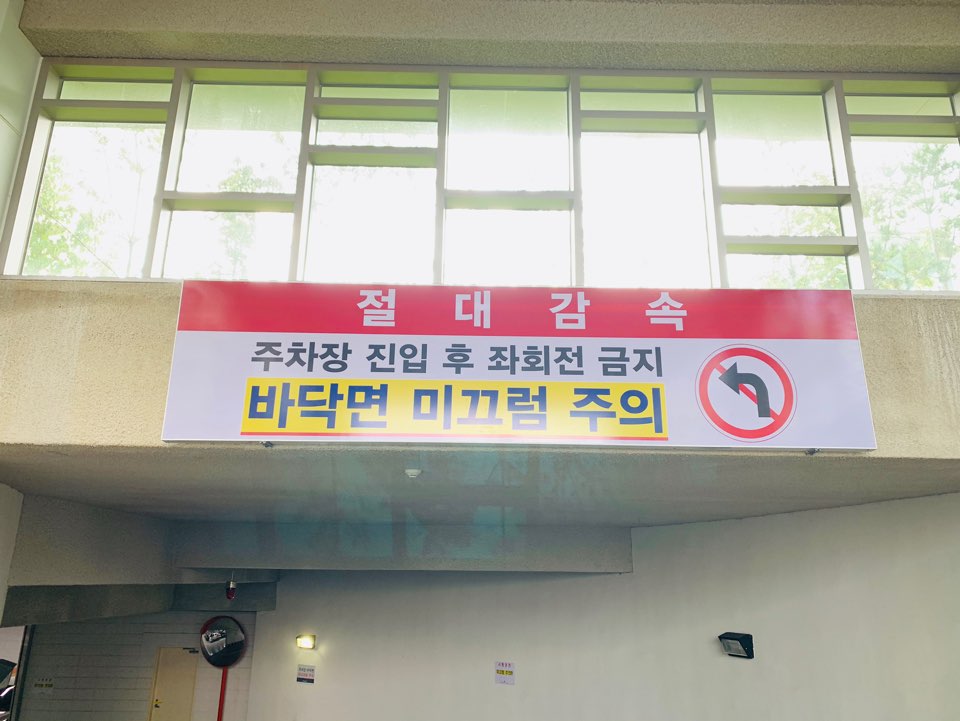 절대감속
주차장 진입 후 좌회전 금지
바닥면 미끄럼 주의